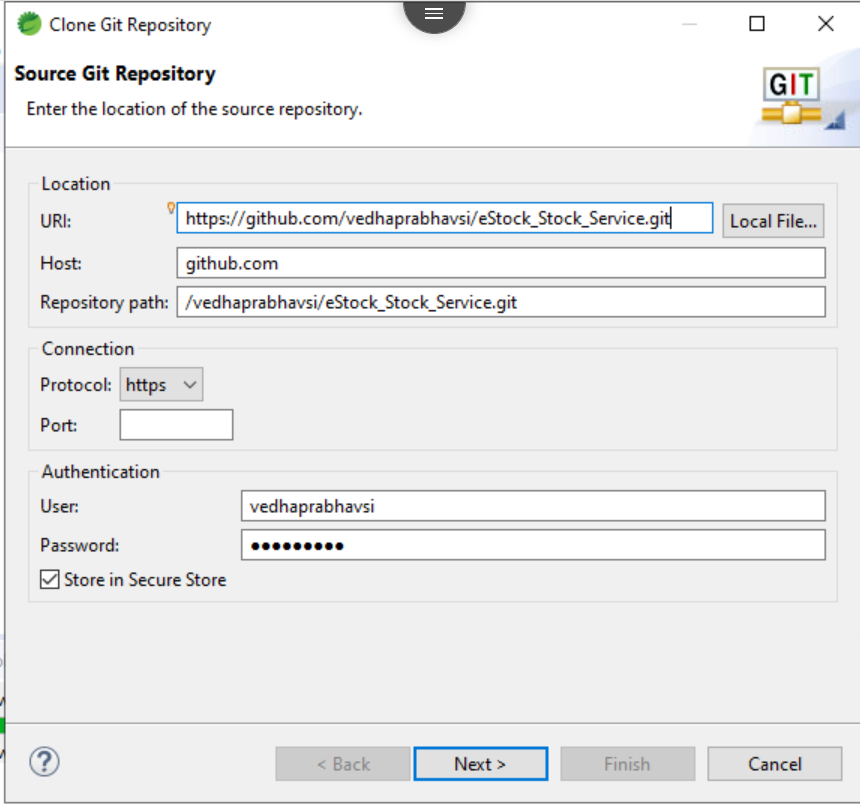 Clone Git Repository
Source Git Repository
Enter the location of the source repository.
GIT
Location
URI: https://github.com/vedhaprabhavsi/eStock_Stock_Service.git Local File...
Host: github.com
Repository path: /vedhaprabhavsi/eStock_Stock_Service.git
Connection
Protocol: https
Port:
Authentication
User: vedhaprabhavsi
Password: ●●●●●●●●●
Store in Secure Store
? < Back Next > Finish Cancel